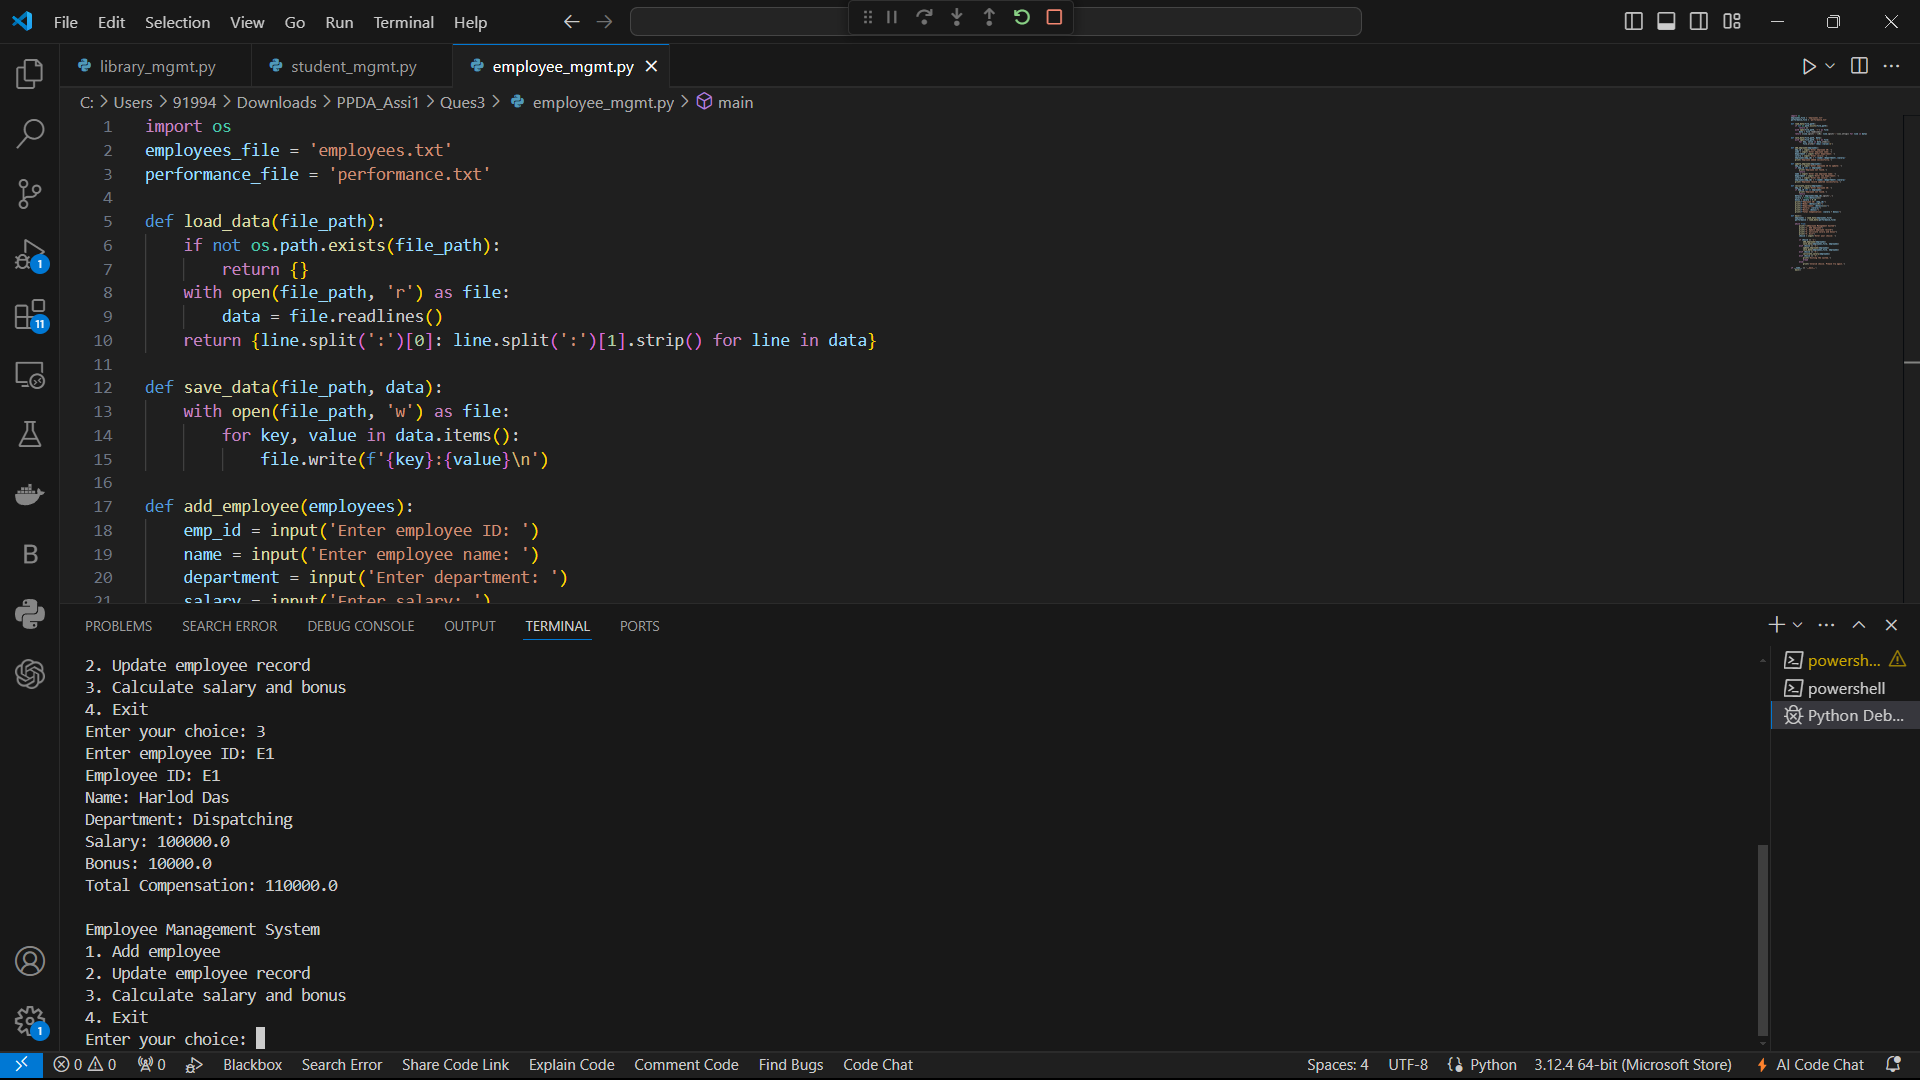 File Edit Selection View Go Run Terminal Help
library_mgmt.py student_mgmt.py employee_mgmt.py
C: > Users > 91994 > Downloads > PPDA_Assi1 > Ques3 > employee_mgmt.py > main
1 import os
2 employees_file = 'employees.txt'
3 performance_file = 'performance.txt'
4
5 def load_data(file_path):
6 if not os.path.exists(file_path):
7 return {}
8 with open(file_path, 'r') as file:
9 data = file.readlines()
10 return {line.split(':')[0]: line.split(':')[1].strip() for line in data}
11
12 def save_data(file_path, data):
13 with open(file_path, 'w') as file:
14 for key, value in data.items():
15 file.write(f'{key}:{value}\n')
16
17 def add_employee(employees):
18 emp_id = input('Enter employee ID: ')
19 name = input('Enter employee name: ')
20 department = input('Enter department: ')
21 salary = input('Enter salary: ')
1
11
B
1
PROBLEMS SEARCH ERROR DEBUG CONSOLE OUTPUT TERMINAL PORTS
2. Update employee record
3. Calculate salary and bonus
4. Exit
Enter your choice: 3
Enter employee ID: E1
Employee ID: E1
Name: Harlod Das
Department: Dispatching
Salary: 100000.0
Bonus: 10000.0
Total Compensation: 110000.0
Employee Management System
1. Add employee
2. Update employee record
3. Calculate salary and bonus
4. Exit
Enter your choice:
powersh...
powershell
Python Deb...
0 0 0 Blackbox Search Error Share Code Link Explain Code Comment Code Find Bugs Code Chat Spaces: 4 UTF-8 Python 3.12.4 64-bit (Microsoft Store) AI Code Chat